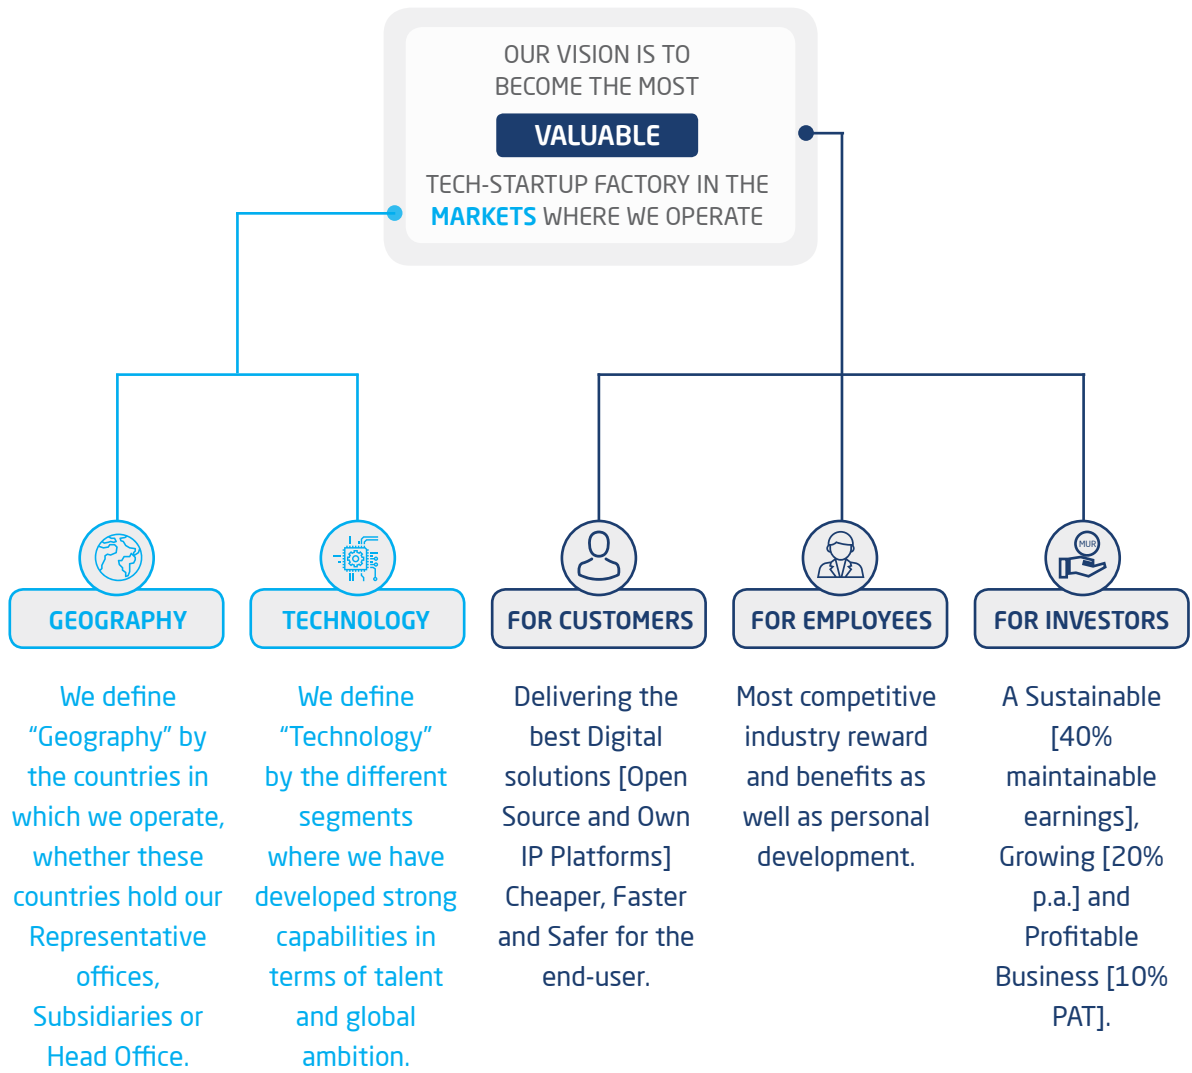 OUR VISION IS TO
BECOME THE MOST
VALUABLE
TECH-STARTUP FACTORY IN THE
MARKETS WHERE WE OPERATE
GEOGRAPHY
We define
“Geography” by
the countries in
which we operate,
whether these
countries hold our
Representative
offices,
Subsidiaries or
Head Office.
TECHNOLOGY
We define
“Technology”
by the different
segments
where we have
developed strong
capabilities in
terms of talent
and global
ambition.
FOR CUSTOMERS
Delivering the
best Digital
solutions [Open
Source and Own
IP Platforms]
Cheaper, Faster
and Safer for the
end-user.
FOR EMPLOYEES
Most competitive
industry reward
and benefits as
well as personal
development.
MUR
FOR INVESTORS
A Sustainable
[40%
maintainable
earnings],
Growing [20%
p.a.] and
Profitable
Business [10%
PAT].